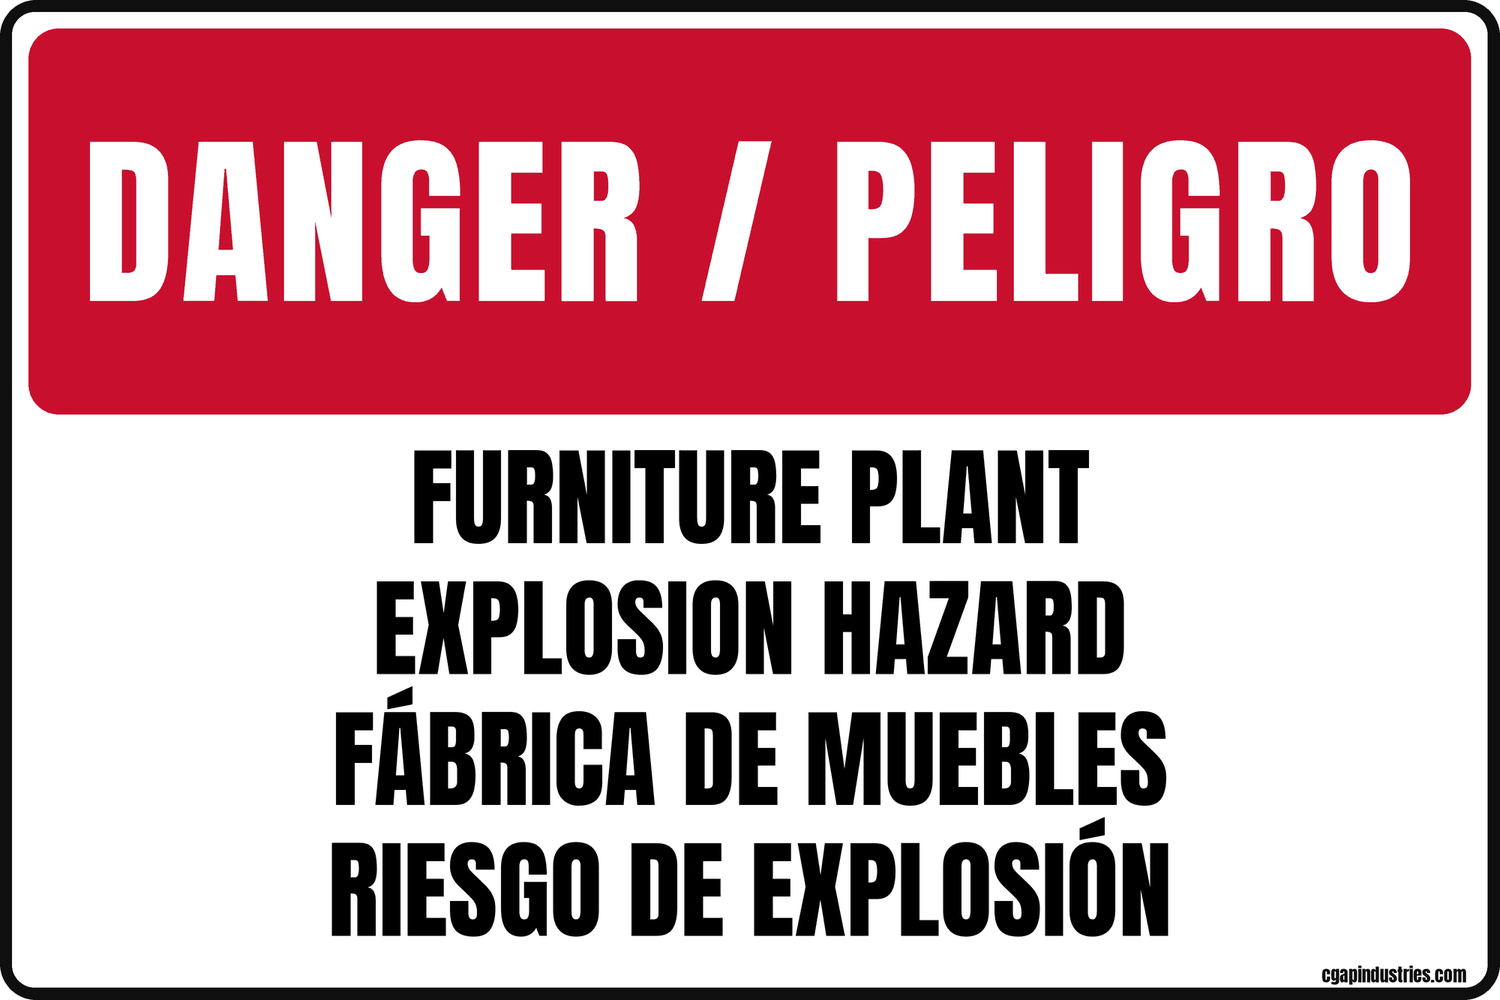 DANGER / PELIGRO
FURNITURE PLANT
EXPLOSION HAZARD
FÁBRICA DE MUEBLES
RIESGO DE EXPLOSIÓN
cgapindustries.com